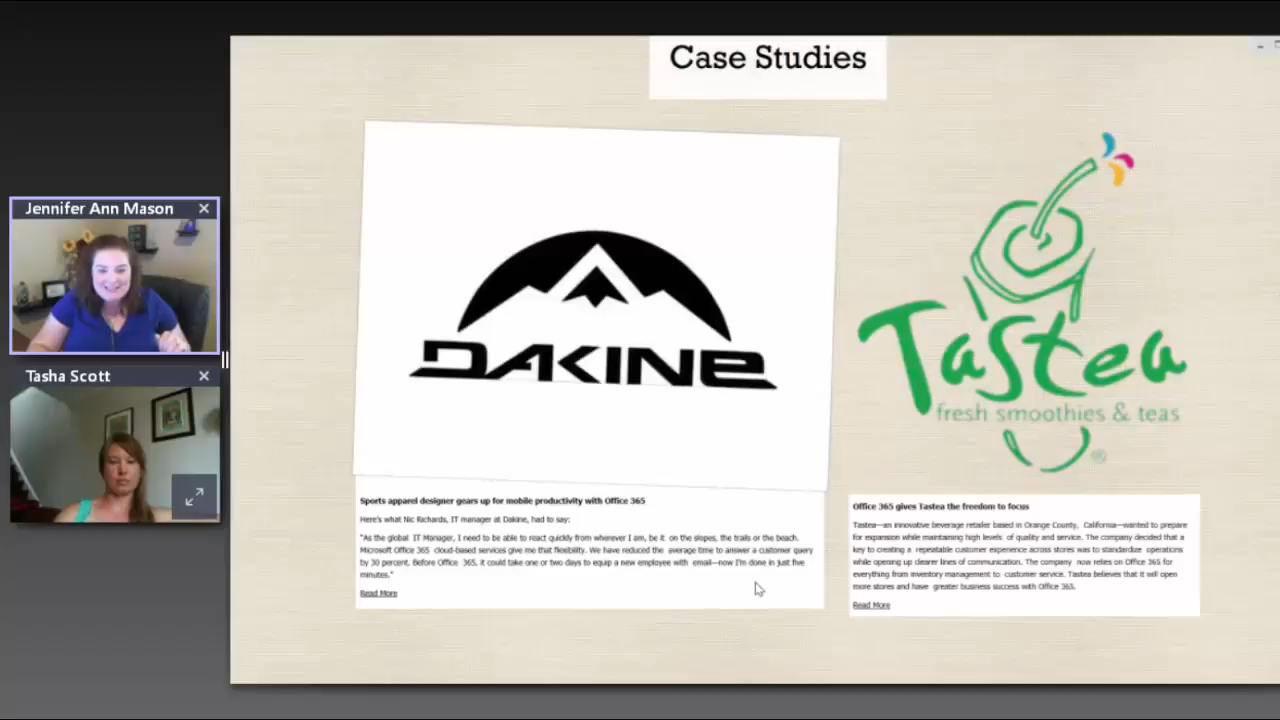 Case Studies
Jennifer Ann Mason
Tasha Scott
DAKINE
Tastea
fresh smoothies & teas
®
Sports apparel designer gears up for mobile productivity with Office 365
Here's what Nic Richards, IT manager at Dakine, had to say:
"As the global IT Manager, I need to be able to react quickly from wherever I am, be it on the slopes, the trails or the beach.
Microsoft Office 365 cloud-based services give me that flexibility. We have reduced the average time to answer a customer query
by 30 percent. Before Office 365, it could take one or two days to equip a new employee with email—now I'm done in just five
minutes."
Read More
Office 365 gives Tastea the freedom to focus
Tastea—an innovative beverage retailer based in Orange County, California—wanted to prepare
for expansion while maintaining high levels of quality and service. The company decided that a
key to creating a repeatable customer experience across stores was to standardize operations
while opening up clearer lines of communication. The company now relies on Office 365 for
everything from inventory management to customer service. Tastea believes that it will open
more stores and have greater business success with Office 365.
Read More